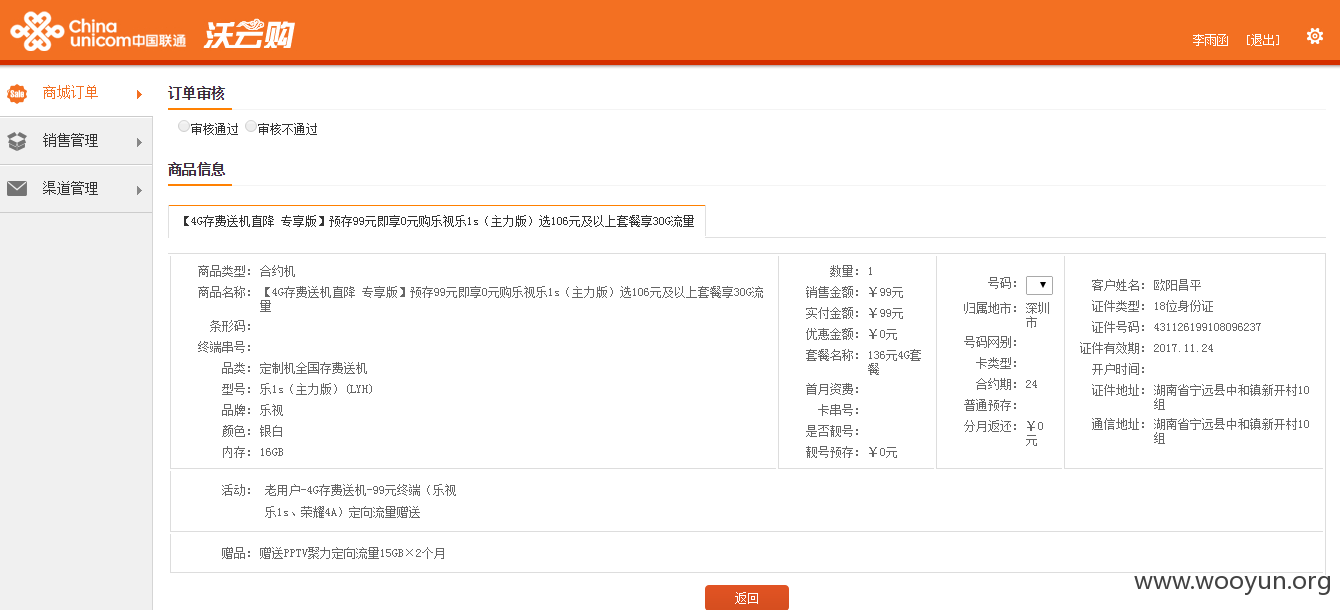 China unicom中国联通 沃云购
李雨函 [退出]
商城订单
销售管理
渠道管理
订单审核
审核通过 审核不通过
商品信息
【4G存费送机直降 专享版】预存99元即享0元购乐视乐1s（主力版）选106元及以上套餐享30G流量
商品类型： 合约机
商品名称： 【4G存费送机直降 专享版】预存99元即享0元购乐视乐1s（主力版）选106元及以上套餐享30G流
量
条形码：
终端串号：
品类： 定制机全国存费送机
型号： 乐1s（主力版）(LYH)
品牌： 乐视
颜色： 银白
内存： 16GB
数量： 1
销售金额： ￥99元
实付金额： ￥99元
优惠金额： ￥0元
套餐名称： 136元4G套
餐
首月资费：
卡串号：
是否靓号：
靓号预存： ￥0元
号码：
归属地市： 深圳
市
号码网别：
卡类型：
合约期： 24
普通预存：
分月返还： ￥0
元
客户姓名： 欧阳昌平
证件类型： 18位身份证
证件号码： 431126199108096237
证件有效期： 2017.11.24
开户时间：
证件地址： 湖南省宁远县中和镇新开村10
组
通信地址： 湖南省宁远县中和镇新开村10
组
活动： 老用户-4G存费送机-99元终端（乐视
乐1s、荣耀4A）定向流量赠送
赠品： 赠送PPTV聚力定向流量15GB×2个月
返回
www.wooyun.org